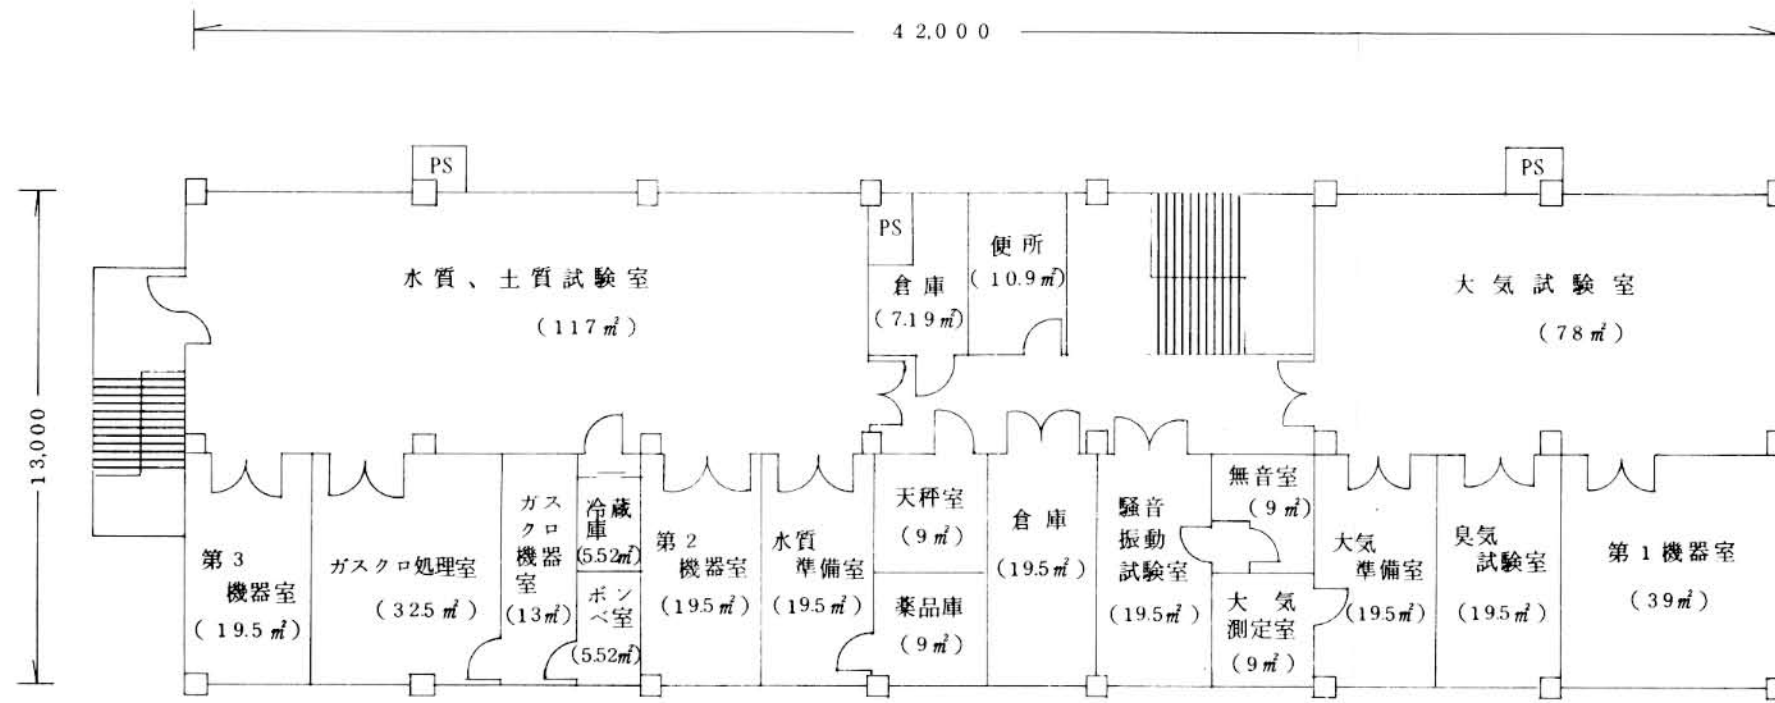 42,000
PS
PS
13,000
水質、土質試験室
(117㎡)
PS
倉庫
(7.19㎡)
便所
(10.9㎡)
大気試験室
(78㎡)
第3
機器室
(19.5㎡)
ガスクロ処理室
(32.5㎡)
ガス
クロ
機器
室
(13㎡)
冷蔵
庫
(5.52㎡)
ボン
ベ室
(5.52㎡)
第2
機器室
(19.5㎡)
水質
準備室
(19.5㎡)
天秤室
(9㎡)
薬品庫
(9㎡)
倉庫
(19.5㎡)
騒音
振動
試験室
(19.5㎡)
無音室
(9㎡)
大気
測定室
(9㎡)
大気
準備室
(19.5㎡)
臭気
試験室
(19.5㎡)
第1機器室
(39㎡)